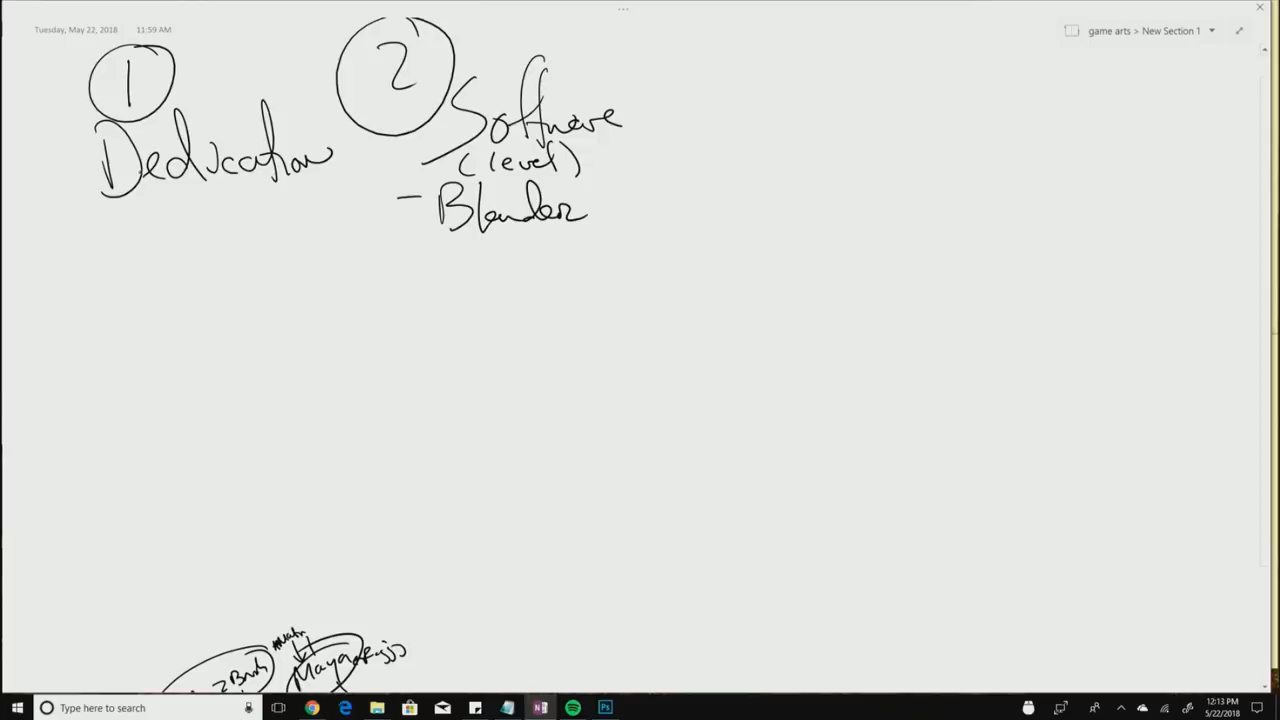 ...
Tuesday, May 22, 2018 11:59 AM
game arts > New Section 1
1
Dedication
2
Software
(level)
- Blender
ZBrush
Maya
Type here to search
12:13 PM
5/22/2018